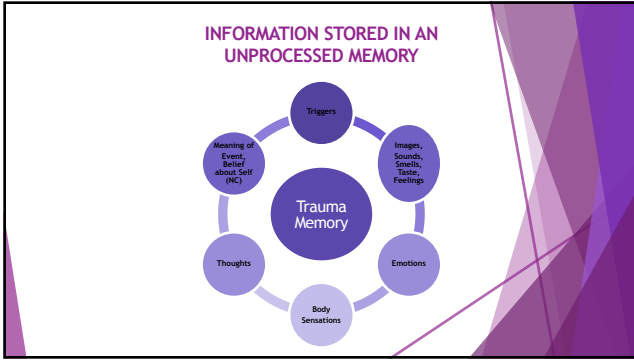 INFORMATION STORED IN AN
UNPROCESSED MEMORY
Triggers
Images,
Sounds,
Smells,
Taste,
Feelings
Emotions
Body
Sensations
Thoughts
Meaning of
Event,
Belief
about Self
(NC)
Trauma
Memory